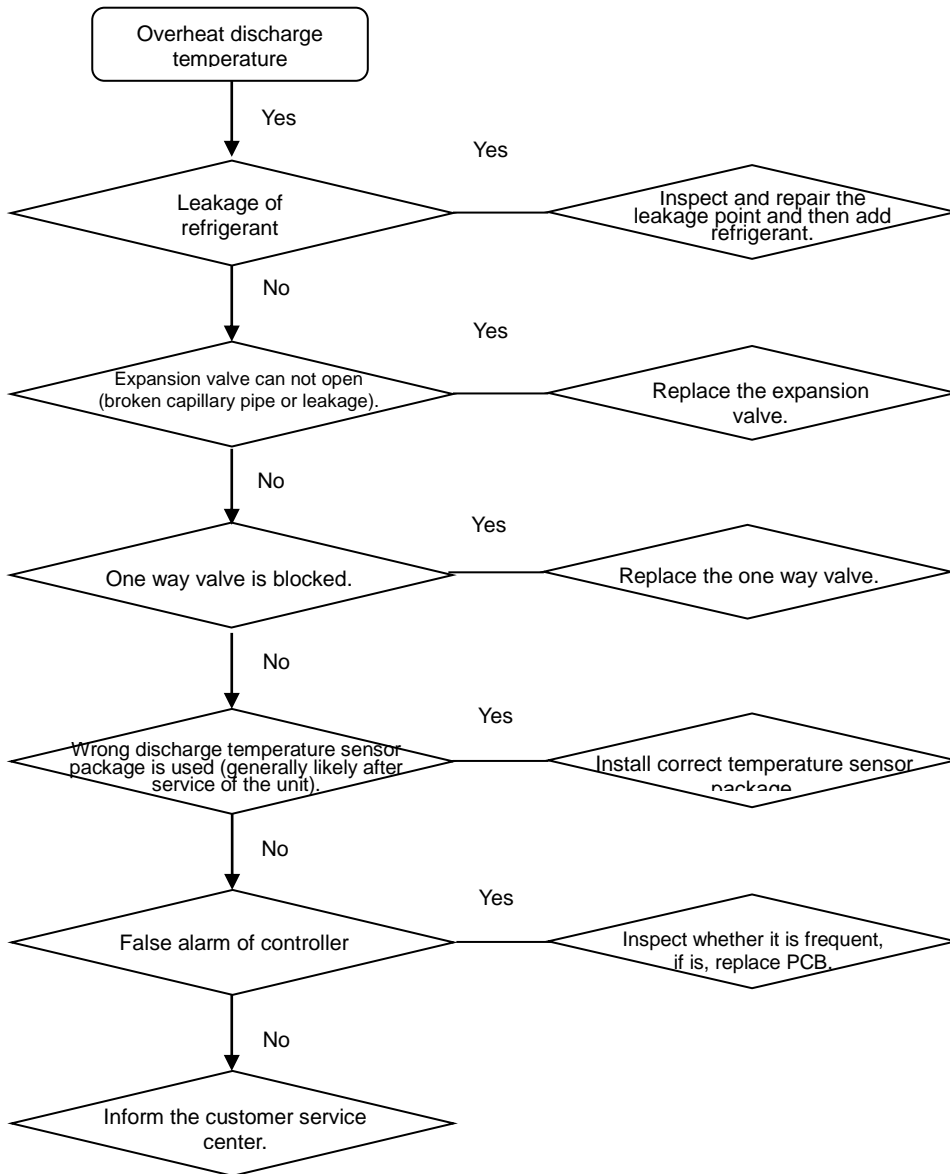 Overheat discharge
temperature
Yes
Yes
Leakage of
refrigerant
Inspect and repair the
leakage point and then add
refrigerant.
No
Yes
Expansion valve can not open
(broken capillary pipe or leakage).
Replace the expansion
valve.
No
Yes
One way valve is blocked.
Replace the one way valve.
No
Yes
Wrong discharge temperature sensor
package is used (generally likely after
service of the unit).
Install correct temperature sensor
package
No
Yes
False alarm of controller
Inspect whether it is frequent,
if is, replace PCB.
No
Inform the customer service
center.